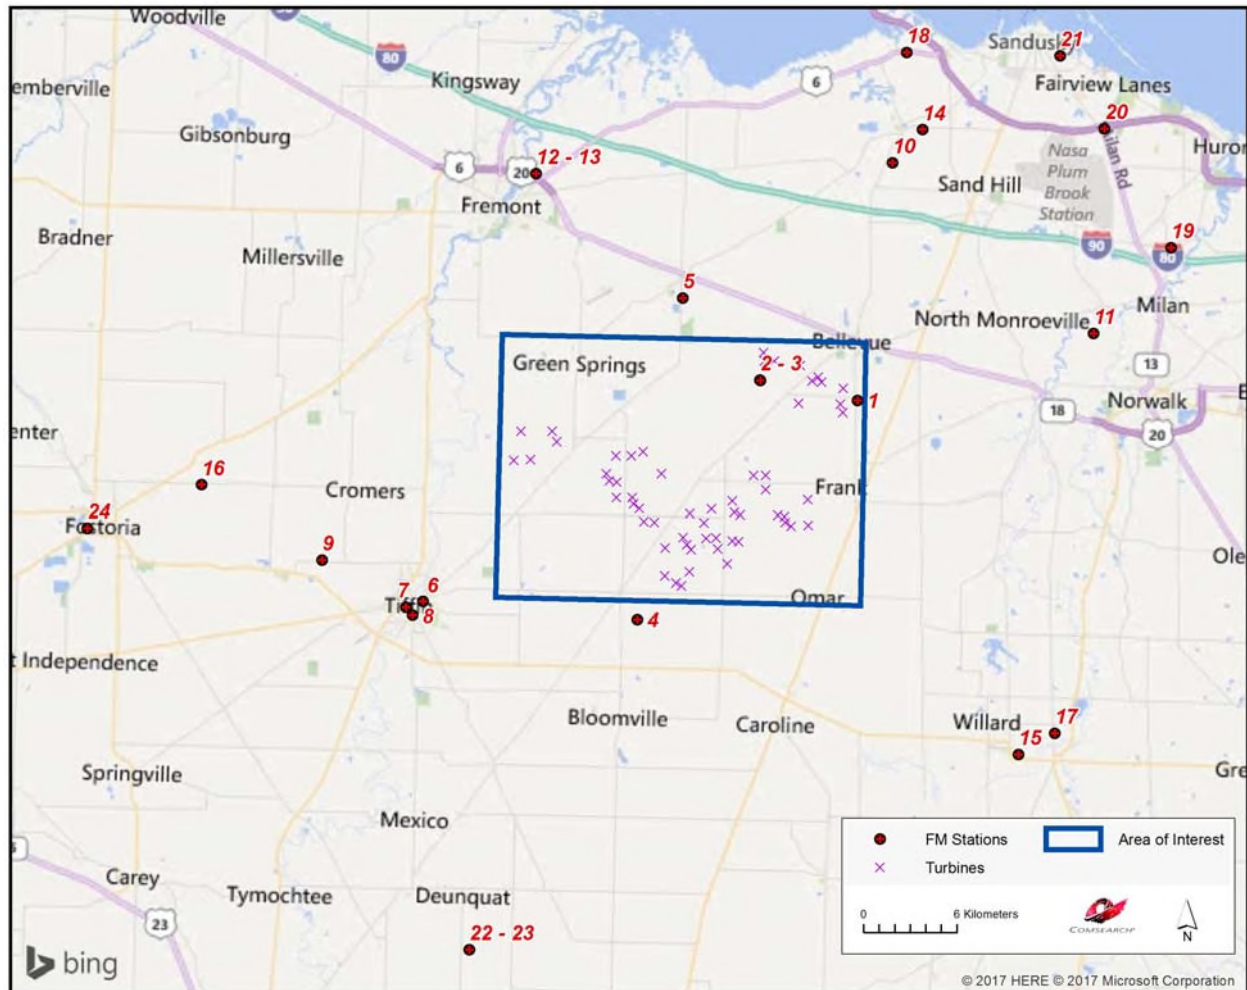 Woodville
80
Kingsway
18
Sandusky
21
Fairview Lanes
6
emberville
Gibsonburg
14
20
10
12 - 13
6
20
Nasa
Plum
Brook
Station
Milan Rd
Huron
Sand Hill
Fremont
Bradner
Millersville
90
19
80
5
Milan
North Monroeville
11
Bellevue
Green Springs
2 - 3
13
1
18
Norwalk
20
enter
16
Cromers
Frank
24
Fostoria
9
Ole
7
6
Tiffin
8
Omar
4
t Independence
Bloomville
Caroline
Willard
17
15
Springville
Gre
Mexico
Carey
Tymochtee
Deunquat
23
22 - 23
FM Stations
Area of Interest
Turbines
0
6 Kilometers
COMSEARCH
N
bing
© 2017 HERE © 2017 Microsoft Corporation